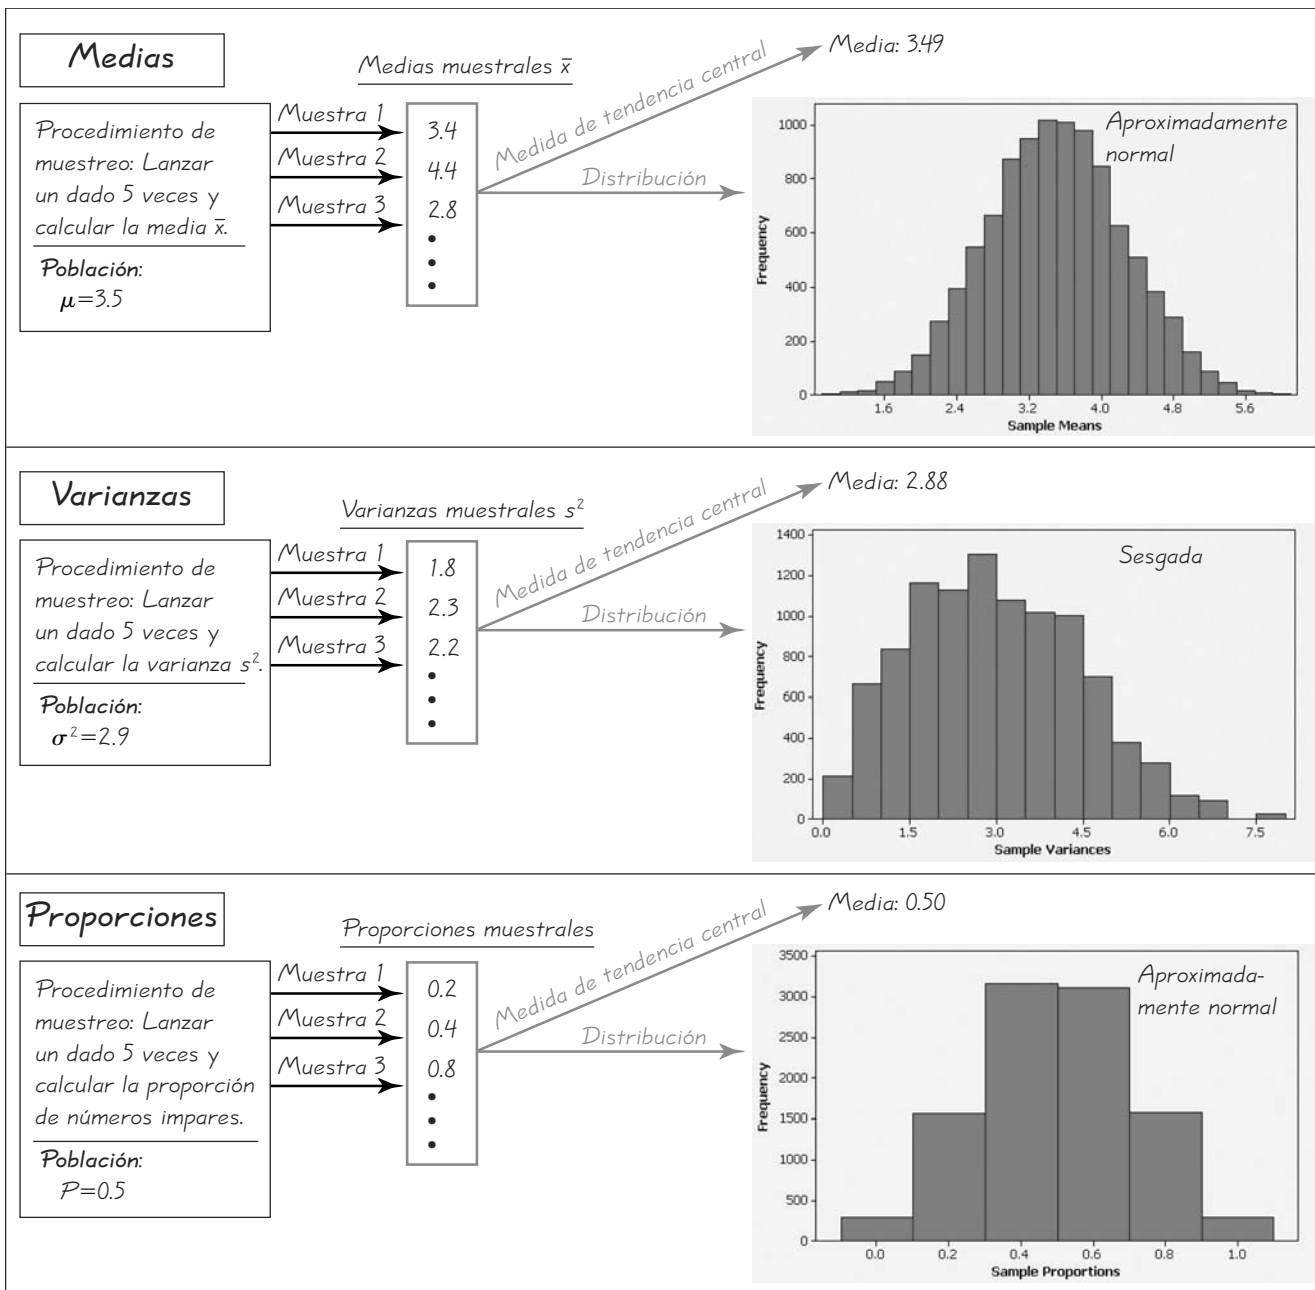 Medias
Medias muestrales x̄
Procedimiento de
muestreo: Lanzar
un dado 5 veces y
calcular la media x̄.
Población:
μ=3.5
Muestra 1
Muestra 2
Muestra 3
3.4
4.4
2.8
Medida de tendencia central
Distribución
Media: 3.49
Aproximadamente
normal
Frequency
1000
800
600
400
200
0
1.6 2.4 3.2 4.0 4.8 5.6
Sample Means
Varianzas
Varianzas muestrales s²
Procedimiento de
muestreo: Lanzar
un dado 5 veces y
calcular la varianza s².
Población:
σ²=2.9
Muestra 1
Muestra 2
Muestra 3
1.8
2.3
2.2
Medida de tendencia central
Distribución
Media: 2.88
Sesgada
Frequency
1400
1200
1000
800
600
400
200
0
0.0 1.5 3.0 4.5 6.0 7.5
Sample Variances
Proporciones
Proporciones muestrales
Procedimiento de
muestreo: Lanzar
un dado 5 veces y
calcular la proporción
de números impares.
Población:
P=0.5
Muestra 1
Muestra 2
Muestra 3
0.2
0.4
0.8
Medida de tendencia central
Distribución
Media: 0.50
Aproximada-
mente normal
Frequency
3500
3000
2500
2000
1500
1000
500
0
0.0 0.2 0.4 0.6 0.8 1.0
Sample Proportions